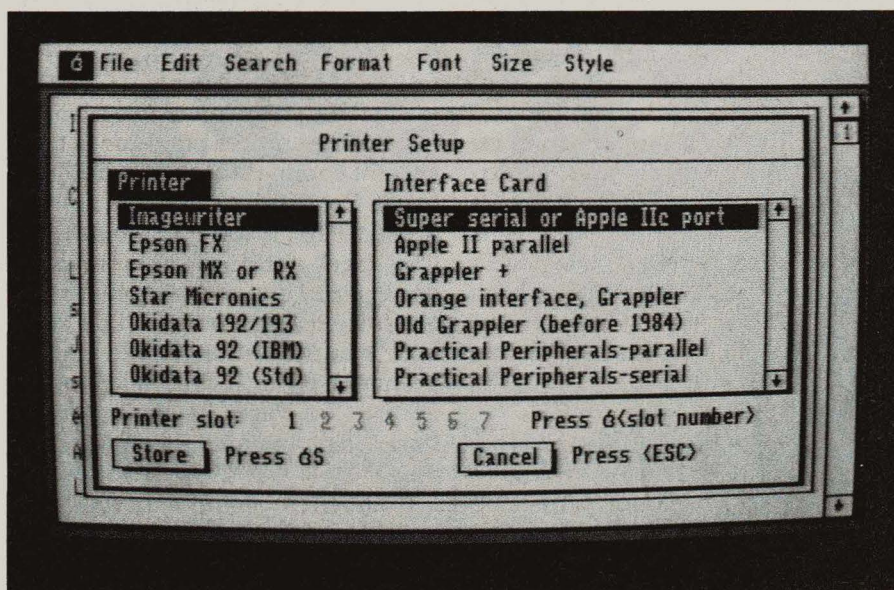 File Edit Search Format Font Size Style
Printer Setup
Printer
Imagewriter
Epson FX
Epson MX or RX
Star Micronics
Okidata 192/193
Okidata 92 (IBM)
Okidata 92 (Std)
Interface Card
Super serial or Apple IIc port
Apple II parallel
Grappler +
Orange interface, Grappler
Old Grappler (before 1984)
Practical Peripherals-parallel
Practical Peripherals-serial
Printer slot: 1 2 3 4 5 6 7 Press <slot number>
Store Press S
Cancel Press <ESC>
1